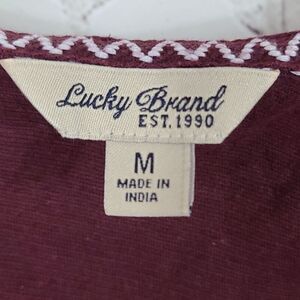 Lucky Brand
EST. 1990
M
MADE IN
INDIA